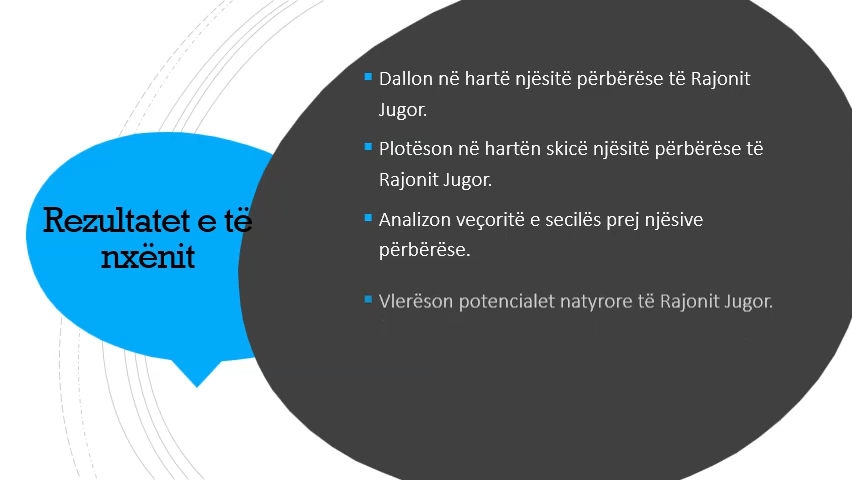 Rezultatet e të
nxënit
Dallon në hartë njësitë përbërëse të Rajonit
Jugor.
Plotëson në hartën skicë njësitë përbërëse të
Rajonit Jugor.
Analizon veçoritë e secilës prej njësive
përbërëse.
Vlerëson potencialet natyrore të Rajonit Jugor.